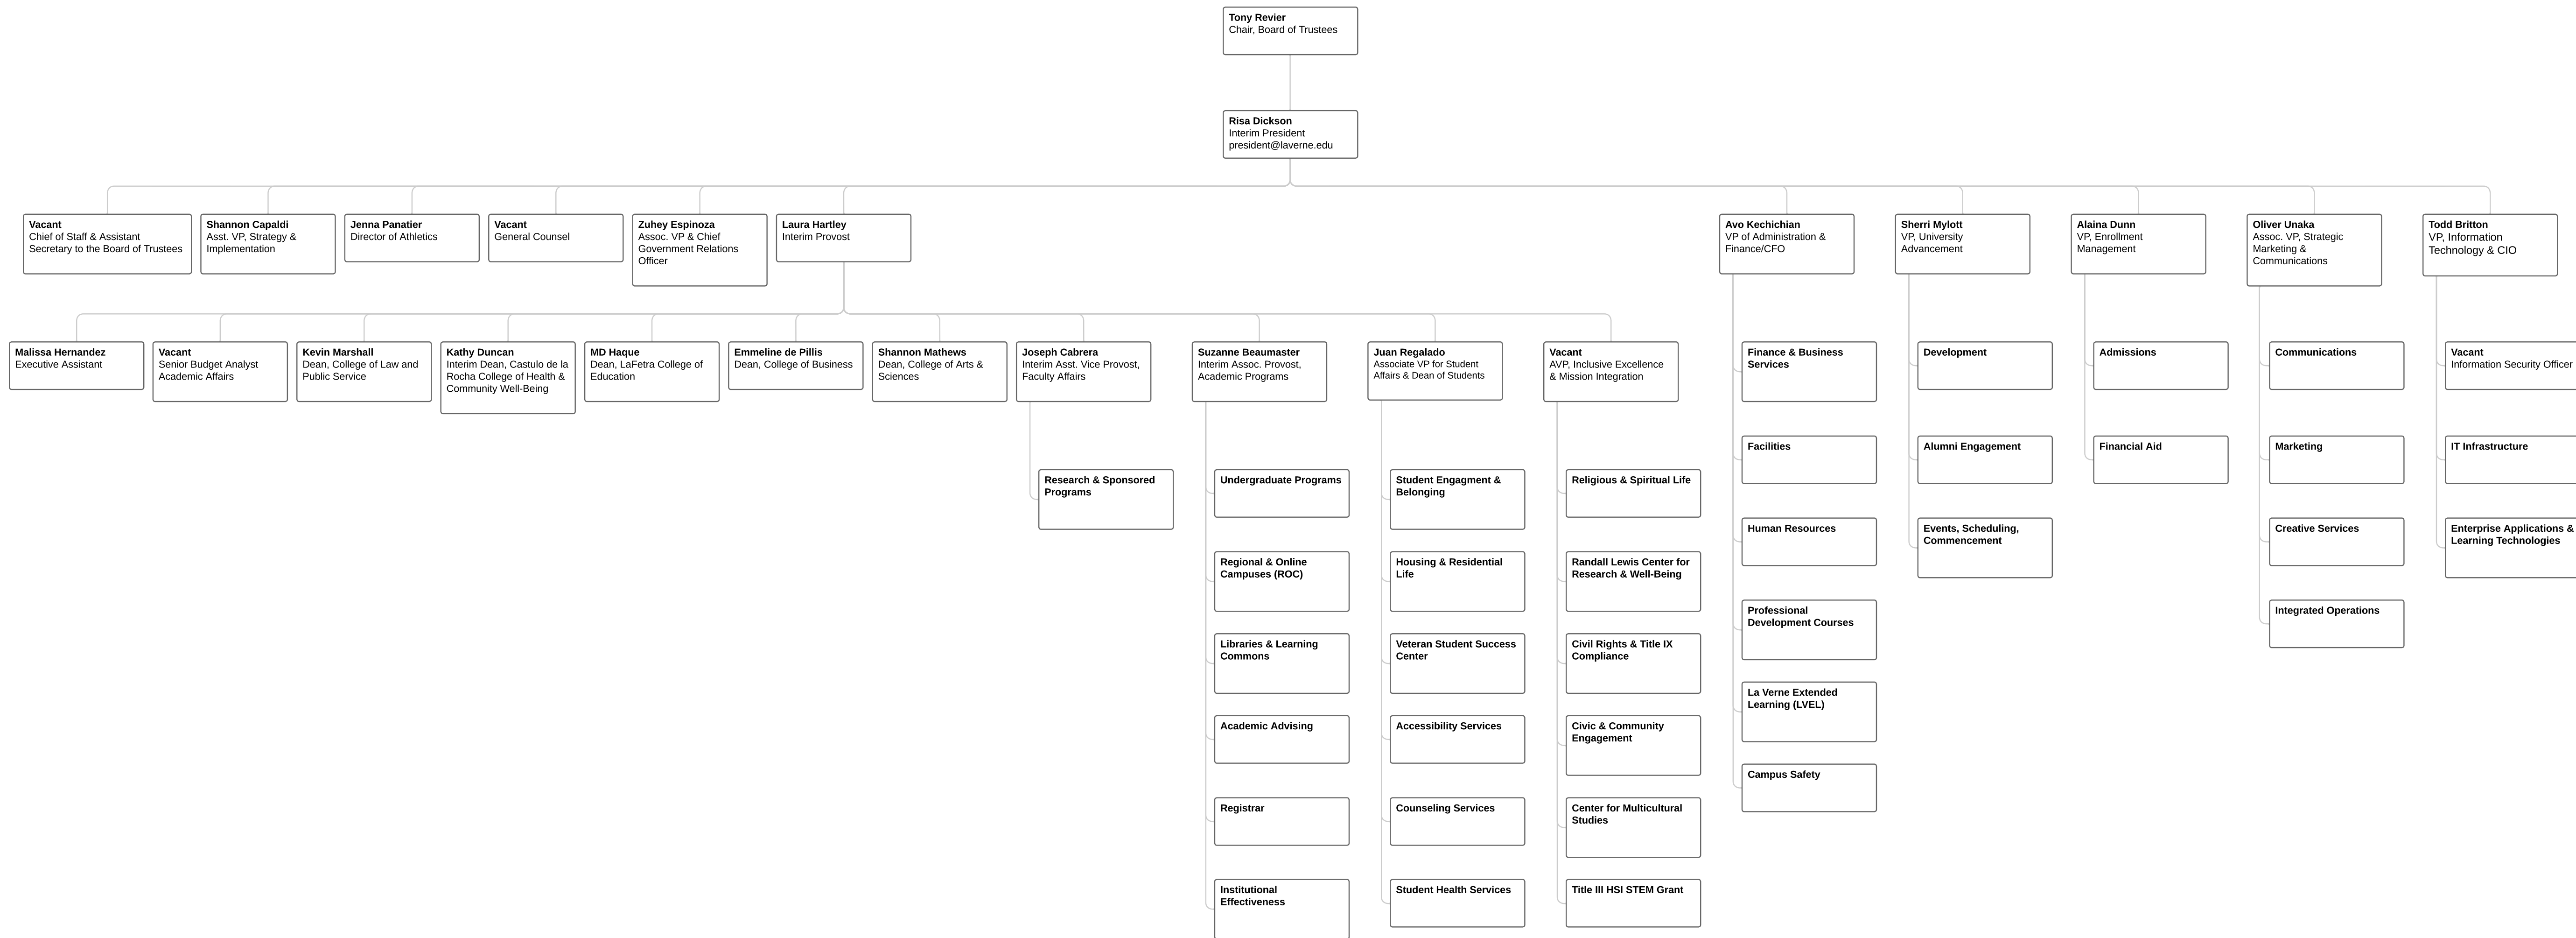 Tony Revier
Chair, Board of Trustees
Risa Dickson
Interim President
president@laverne.edu
Vacant
Chief of Staff & Assistant
Secretary to the Board of Trustees
Shannon Capaldi
Asst. VP, Strategy &
Implementation
Jenna Panatier
Director of Athletics
Vacant
General Counsel
Zuhey Espinoza
Assoc. VP & Chief
Government Relations
Officer
Laura Hartley
Interim Provost
Avo Kechichian
VP of Administration &
Finance/CFO
Sherri Mylott
VP, University
Advancement
Alaina Dunn
VP, Enrollment
Management
Oliver Unaka
Assoc. VP, Strategic
Marketing &
Communications
Todd Britton
VP, Information
Technology & CIO
Malissa Hernandez
Executive Assistant
Vacant
Senior Budget Analyst
Academic Affairs
Kevin Marshall
Dean, College of Law and
Public Service
Kathy Duncan
Interim Dean, Castulo de la
Rocha College of Health &
Community Well-Being
MD Haque
Dean, LaFetra College of
Education
Emmeline de Pillis
Dean, College of Business
Shannon Mathews
Dean, College of Arts &
Sciences
Joseph Cabrera
Interim Asst. Vice Provost,
Faculty Affairs
Suzanne Beaumaster
Interim Assoc. Provost,
Academic Programs
Juan Regalado
Associate VP for Student
Affairs & Dean of Students
Vacant
AVP, Inclusive Excellence
& Mission Integration
Finance & Business
Services
Development
Admissions
Communications
Vacant
Information Security Officer
Facilities
Alumni Engagement
Financial Aid
Marketing
IT Infrastructure
Research & Sponsored
Programs
Undergraduate Programs
Student Engagment &
Belonging
Religious & Spiritual Life
Human Resources
Events, Scheduling,
Commencement
Creative Services
Enterprise Applications &
Learning Technologies
Regional & Online
Campuses (ROC)
Housing & Residential
Life
Randall Lewis Center for
Research & Well-Being
Professional
Development Courses
Integrated Operations
Libraries & Learning
Commons
Veteran Student Success
Center
Civil Rights & Title IX
Compliance
La Verne Extended
Learning (LVEL)
Academic Advising
Accessibility Services
Civic & Community
Engagement
Campus Safety
Registrar
Counseling Services
Center for Multicultural
Studies
Institutional
Effectiveness
Student Health Services
Title III HSI STEM Grant